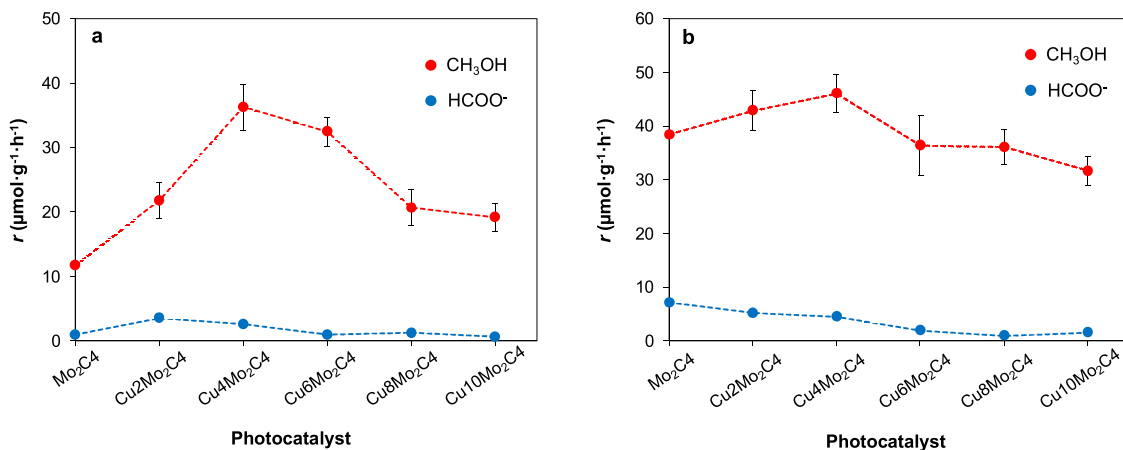 a
50
40
30
20
10
0
r (µmol·g⁻¹·h⁻¹)
CH₃OH
HCOO⁻
Mo₂C4
Cu2Mo₂C4
Cu4Mo₂C4
Cu6Mo₂C4
Cu8Mo₂C4
Cu10Mo₂C4
Photocatalyst
b
60
50
40
30
20
10
0
r (µmol·g⁻¹·h⁻¹)
CH₃OH
HCOO⁻
Mo₂C4
Cu2Mo₂C4
Cu4Mo₂C4
Cu6Mo₂C4
Cu8Mo₂C4
Cu10Mo₂C4
Photocatalyst